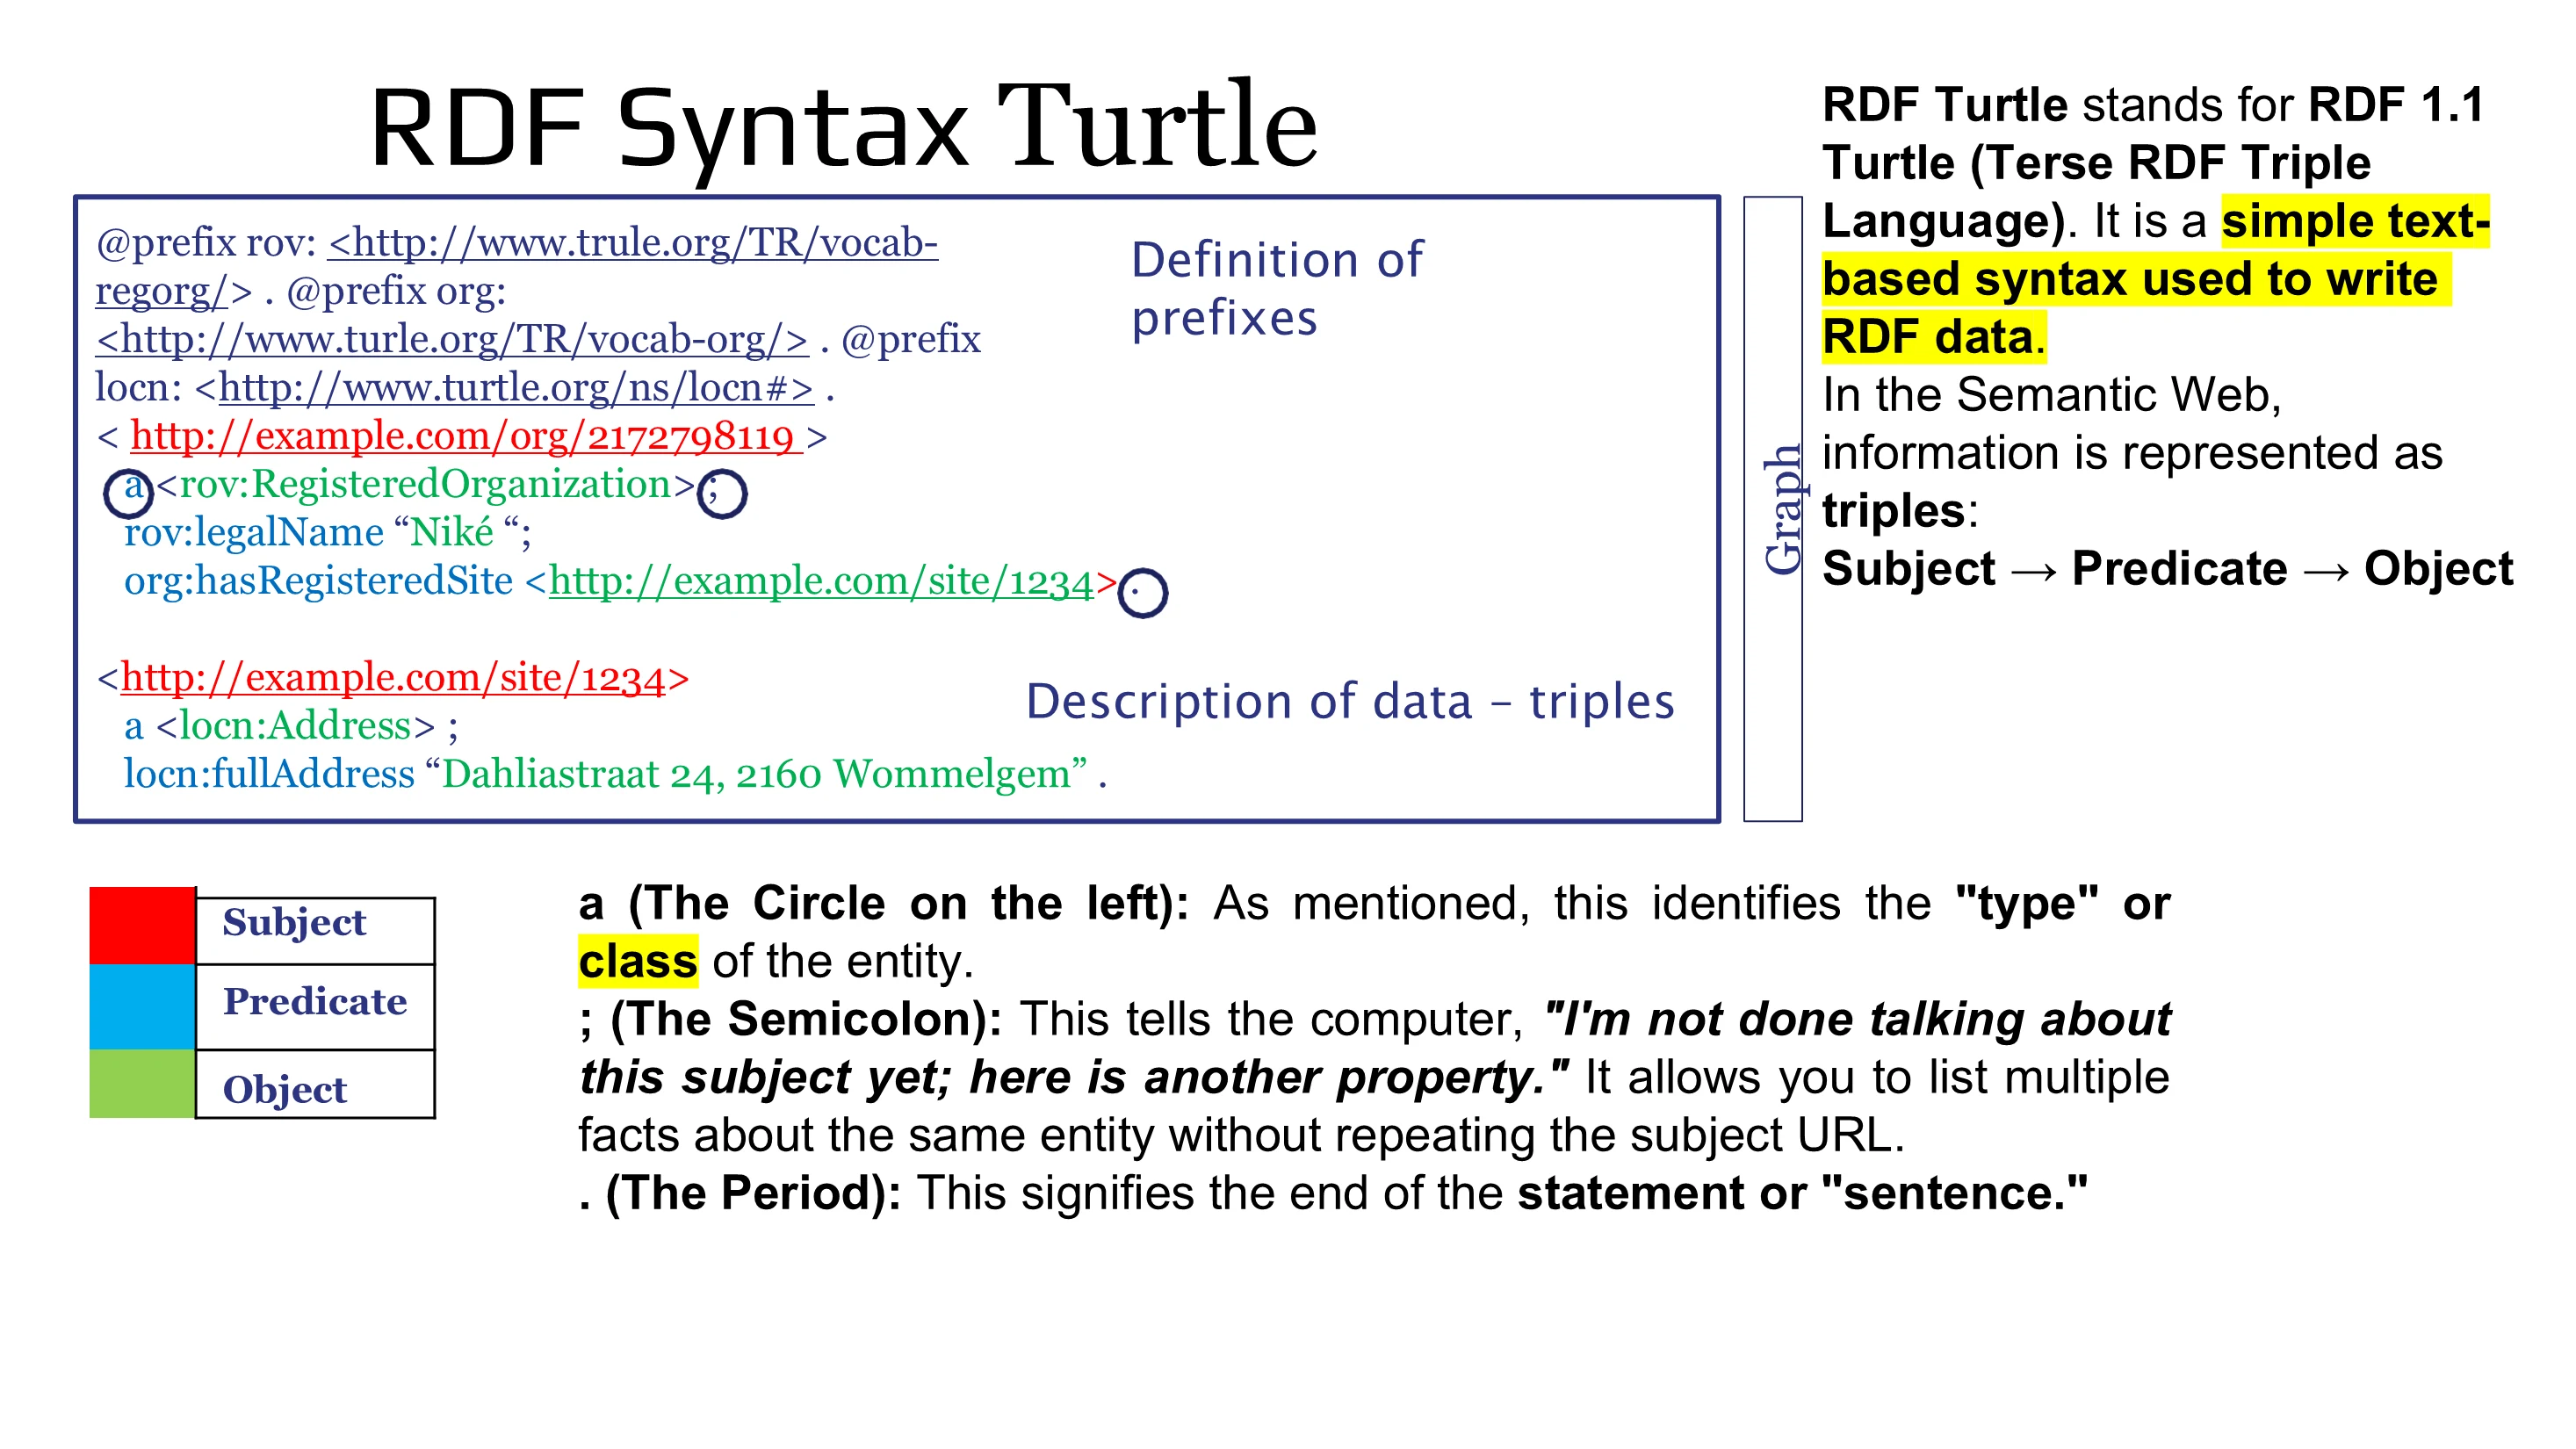 RDF Syntax Turtle
@prefix rov: <http://www.trule.org/TR/vocab-
regorg/> . @prefix org:
<http://www.turle.org/TR/vocab-org/> . @prefix
locn: <http://www.turtle.org/ns/locn#> .
< http://example.com/org/2172798119 >
a <rov:RegisteredOrganization> ;
rov:legalName “Niké “;
org:hasRegisteredSite <http://example.com/site/1234> .
<http://example.com/site/1234>
a <locn:Address> ;
locn:fullAddress “Dahliastraat 24, 2160 Wommelgem” .
Definition of
prefixes
Description of data – triples
Graph
RDF Turtle stands for RDF 1.1
Turtle (Terse RDF Triple
Language). It is a simple text-
based syntax used to write
RDF data.
In the Semantic Web,
information is represented as
triples:
Subject → Predicate → Object
Subject
Predicate
Object
a (The Circle on the left): As mentioned, this identifies the "type" or
class of the entity.
; (The Semicolon): This tells the computer, "I'm not done talking about
this subject yet; here is another property." It allows you to list multiple
facts about the same entity without repeating the subject URL.
. (The Period): This signifies the end of the statement or "sentence."